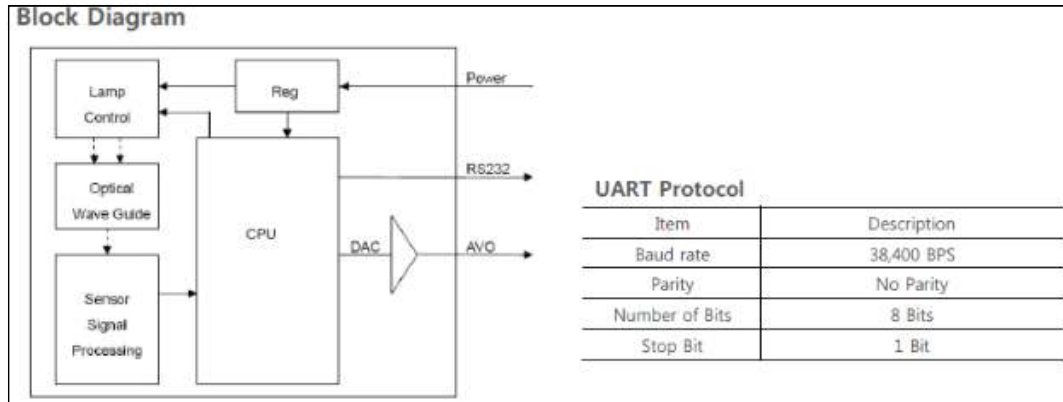 Block Diagram
Lamp
Control
Reg
Power
Optical
Wave Guide
CPU
RS232
DAC
AVO
Sensor
Signal
Processing
UART Protocol
Item Description
Baud rate 38,400 BPS
Parity No Parity
Number of Bits 8 Bits
Stop Bit 1 Bit